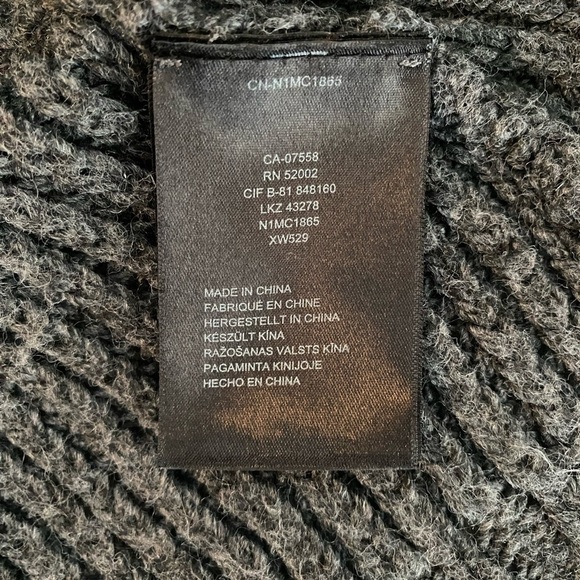 CN-N1MC1865
CA-07558
RN 52002
CIF B-81 848160
LKZ 43278
N1MC1865
XW529
MADE IN CHINA
FABRIQUÉ EN CHINE
HERGESTELLT IN CHINA
KÉSZÜLT KÍNA
RAŽOŠANAS VALSTS ĶĪNA
PAGAMINTA KINIJOJE
HECHO EN CHINA